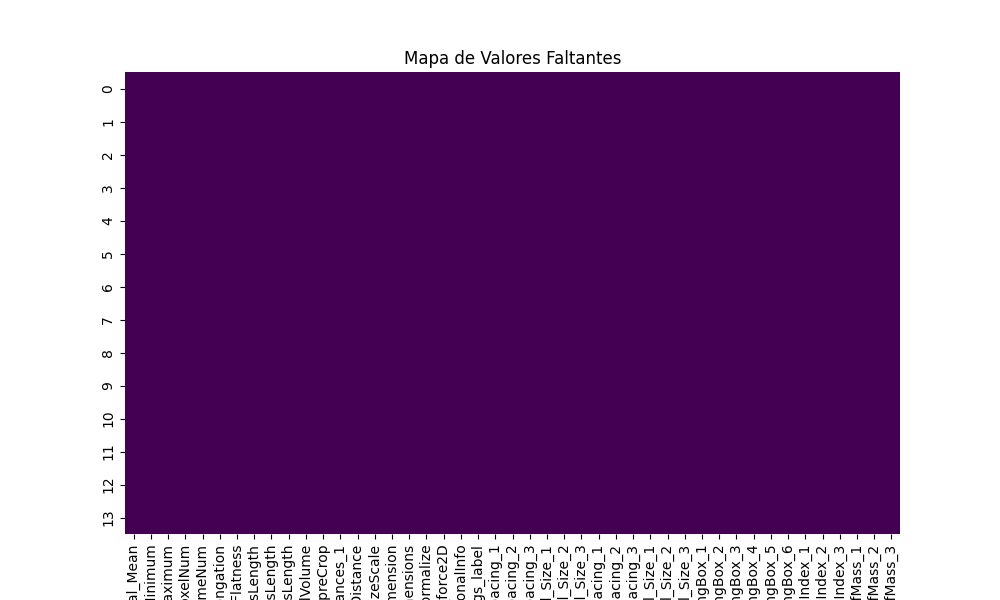 Mapa de Valores Faltantes
0
1
2
3
4
5
6
7
8
9
10
11
12
13
al_Mean
linimum
aximum
oxelNum
meNum
ngation
Flatness
sLength
sLength
sLength
lVolume
preCrop
ances_1
Distance
zeScale
mension
nensions
ormalize
force2D
onalInfo
gs_label
acing_1
acing_2
acing_3
l_Size_1
l_Size_2
l_Size_3
acing_1
acing_2
acing_3
l_Size_1
l_Size_2
l_Size_3
ngBox_1
ngBox_2
ngBox_3
ngBox_4
ngBox_5
ngBox_6
Index_1
Index_2
Index_3
fMass_1
fMass_2
fMass_3